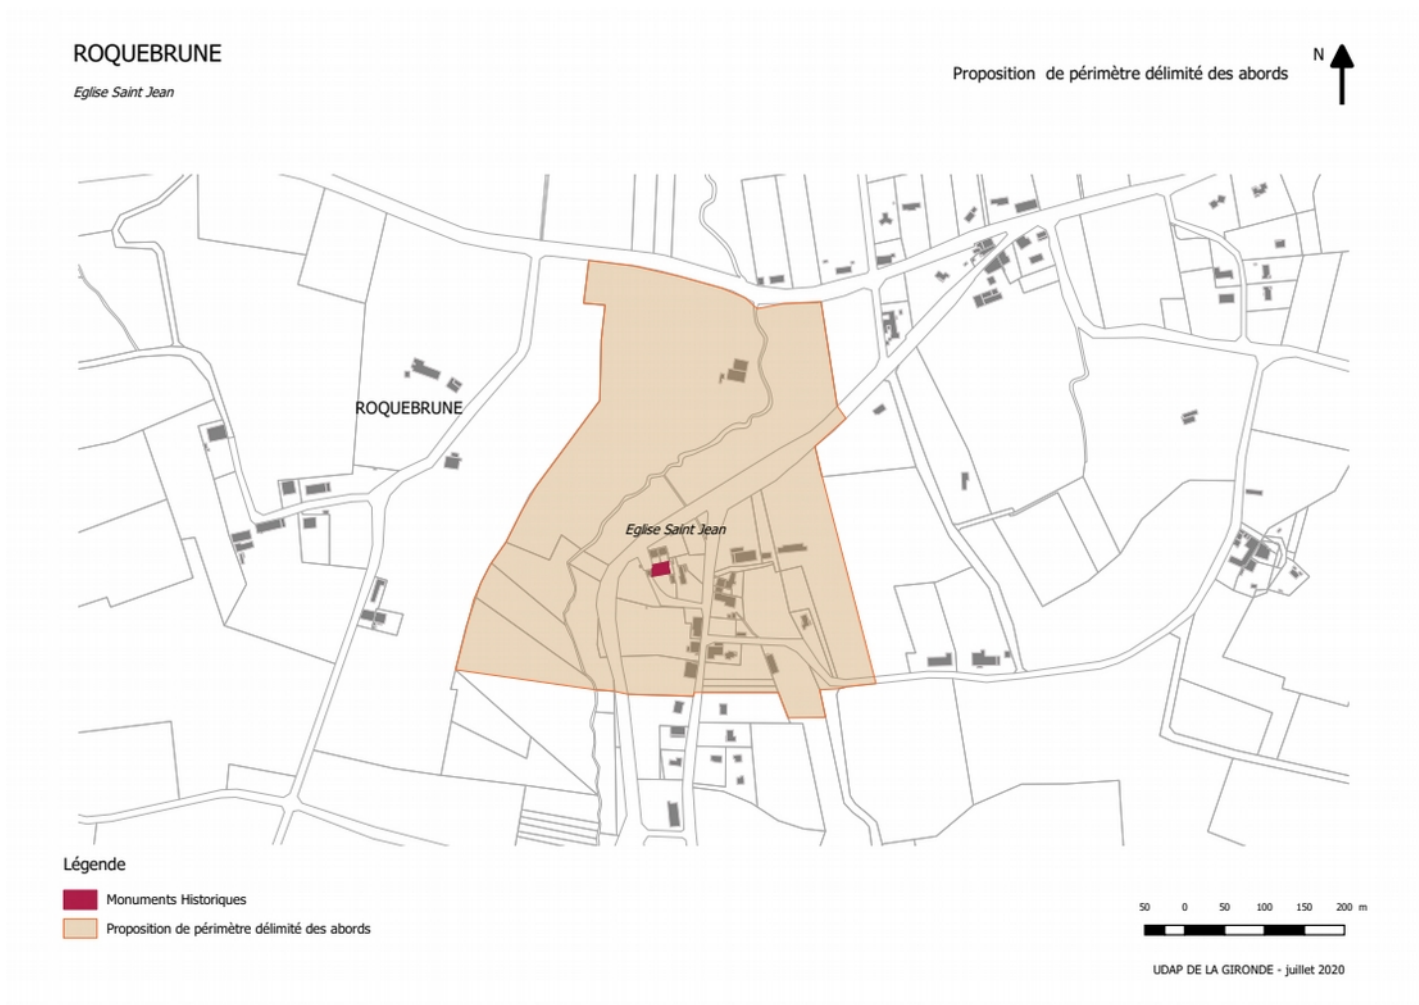 ROQUEBRUNE
Eglise Saint Jean
Proposition de périmètre délimité des abords
N
ROQUEBRUNE
Eglise Saint Jean
Légende
Monuments Historiques
Proposition de périmètre délimité des abords
50 0 50 100 150 200 m
UDAP DE LA GIRONDE - juillet 2020